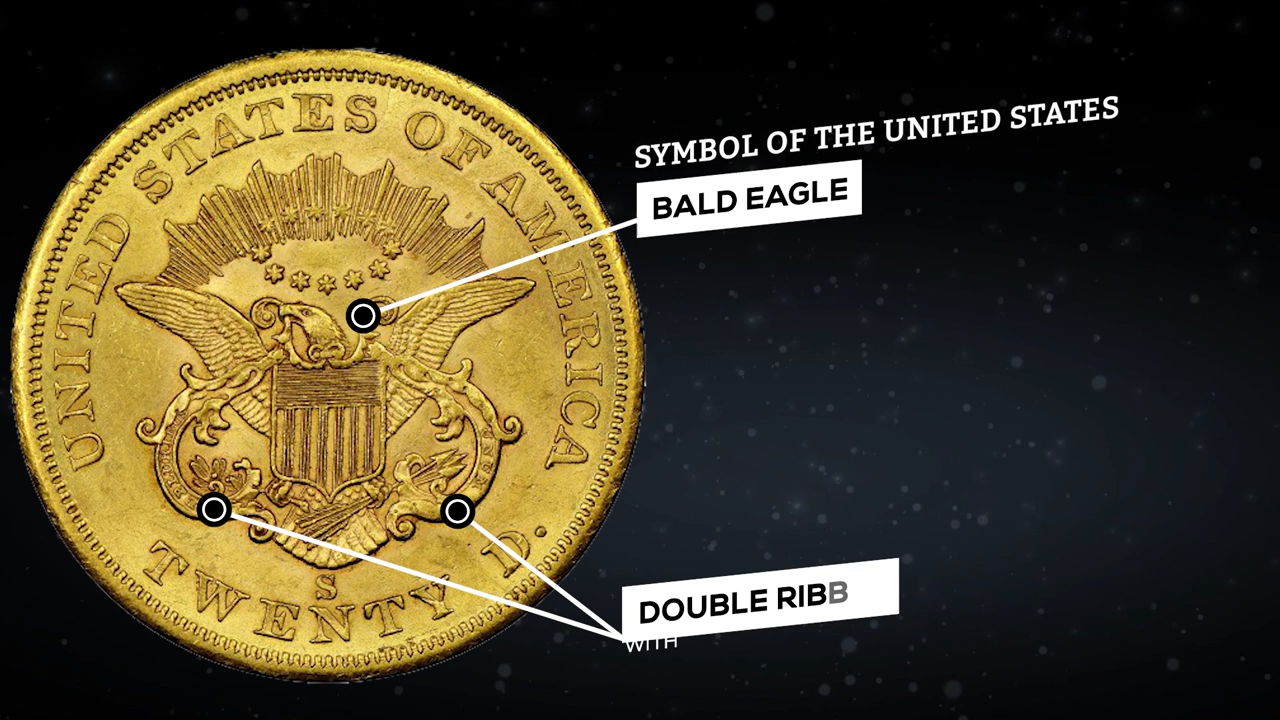 UNITED STATES OF AMERICA
SYMBOL OF THE UNITED STATES
BALD EAGLE
S
TWENTY D.
DOUBLE RIBB
WITH